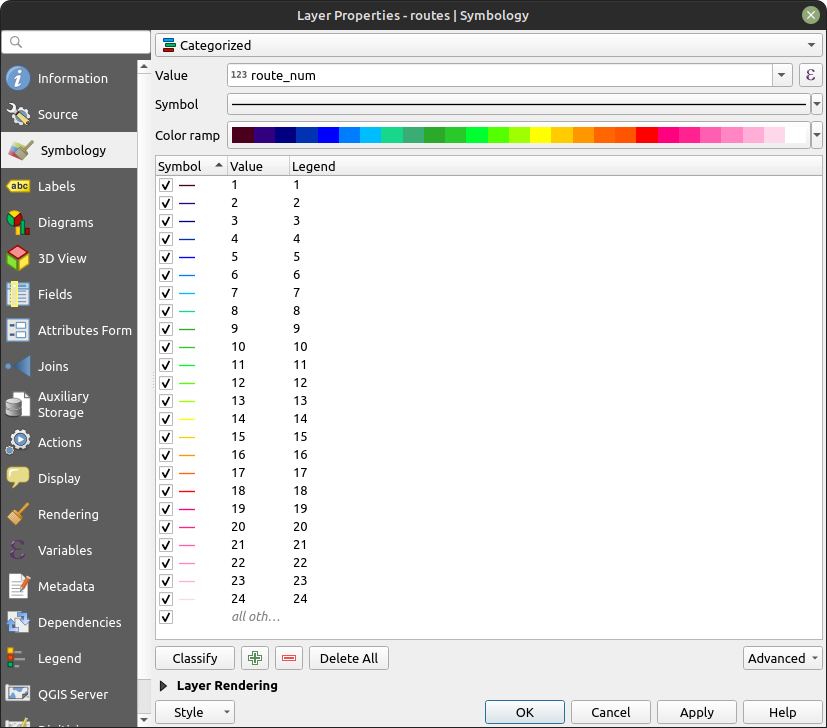 Layer Properties - routes | Symbology
Categorized
Information
Source
Symbology
abc Labels
Diagrams
3D View
Fields
Attributes Form
Joins
Auxiliary
Storage
Actions
Display
Rendering
Variables
Metadata
Dependencies
Legend
QGIS Server
Value 123 route_num ε
Symbol
Color ramp
Symbol Value Legend
1 1
2 2
3 3
4 4
5 5
6 6
7 7
8 8
9 9
10 10
11 11
12 12
13 13
14 14
15 15
16 16
17 17
18 18
19 19
20 20
21 21
22 22
23 23
24 24
all oth…
Classify Delete All Advanced
Layer Rendering
Style OK Cancel Apply Help